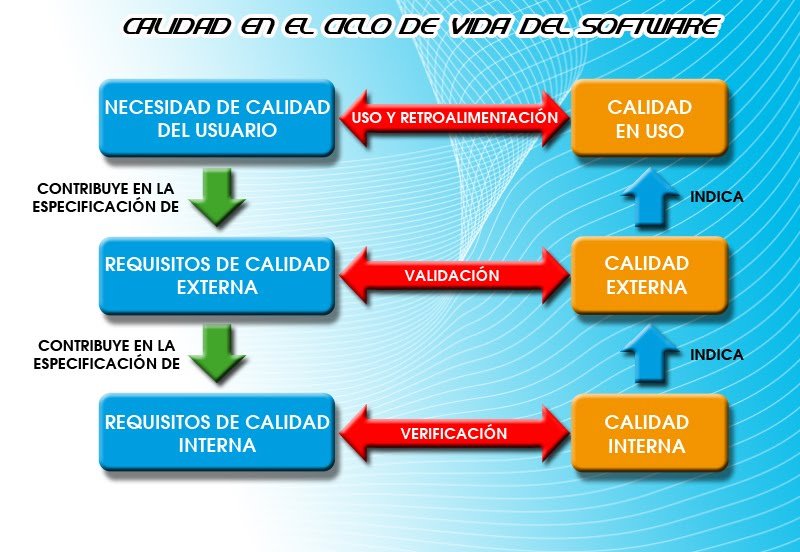 CALIDAD EN EL CICLO DE VIDA DEL SOFTWARE
NECESIDAD DE CALIDAD
DEL USUARIO
USO Y RETROALIMENTACIÓN
CALIDAD
EN USO
CONTRIBUYE EN LA
ESPECIFICACIÓN DE
INDICA
REQUISITOS DE CALIDAD
EXTERNA
VALIDACIÓN
CALIDAD
EXTERNA
CONTRIBUYE EN LA
ESPECIFICACIÓN DE
INDICA
REQUISITOS DE CALIDAD
INTERNA
VERIFICACIÓN
CALIDAD
INTERNA